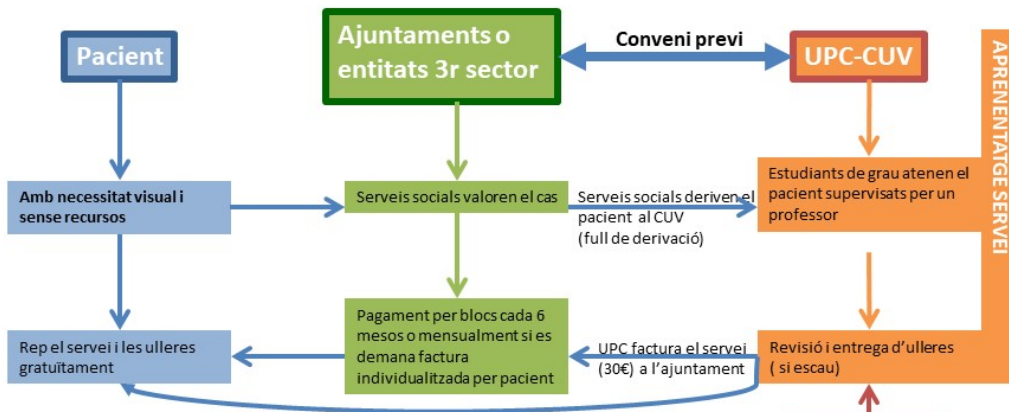 Pacient
Ajuntaments o
entitats 3r sector
Conveni previ
UPC-CUV
APRENENTATGE SERVEI
Amb necessitat visual i
sense recursos
Serveis socials valoren el cas
Serveis socials deriven el
pacient al CUV
(full de derivació)
Estudiants de grau atenen el
pacient supervisats per un
professor
Rep el servei i les ulleres
gratuïtament
Pagament per blocs cada 6
mesos o mensualment si es
demana factura
individualitzada per pacient
UPC factura el servei
(30€) a l'ajuntament
Revisió i entrega d'ulleres
( si escau)